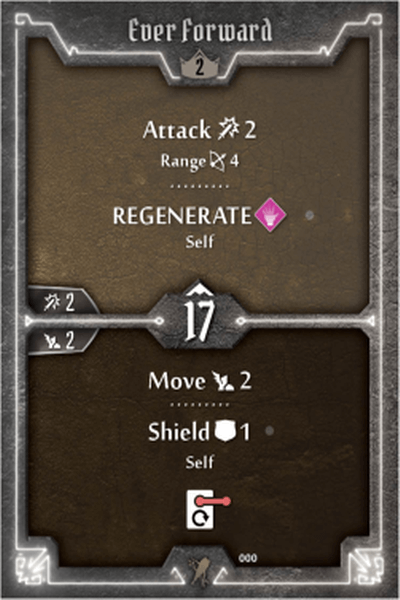 Ever Forward
2
Attack 2
Range 4
REGENERATE
Self
2
17
2
Move 2
Shield 1
Self
000